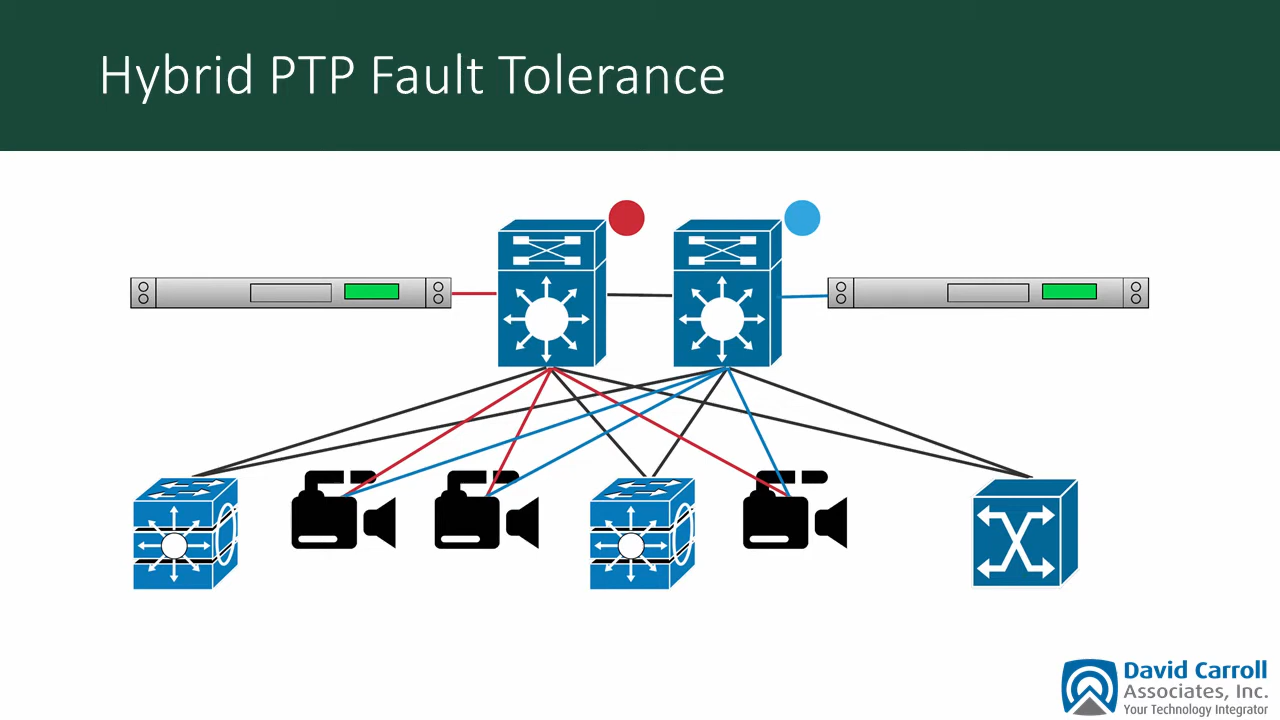 Hybrid PTP Fault Tolerance
David Carroll
Associates, Inc.
Your Technology Integrator